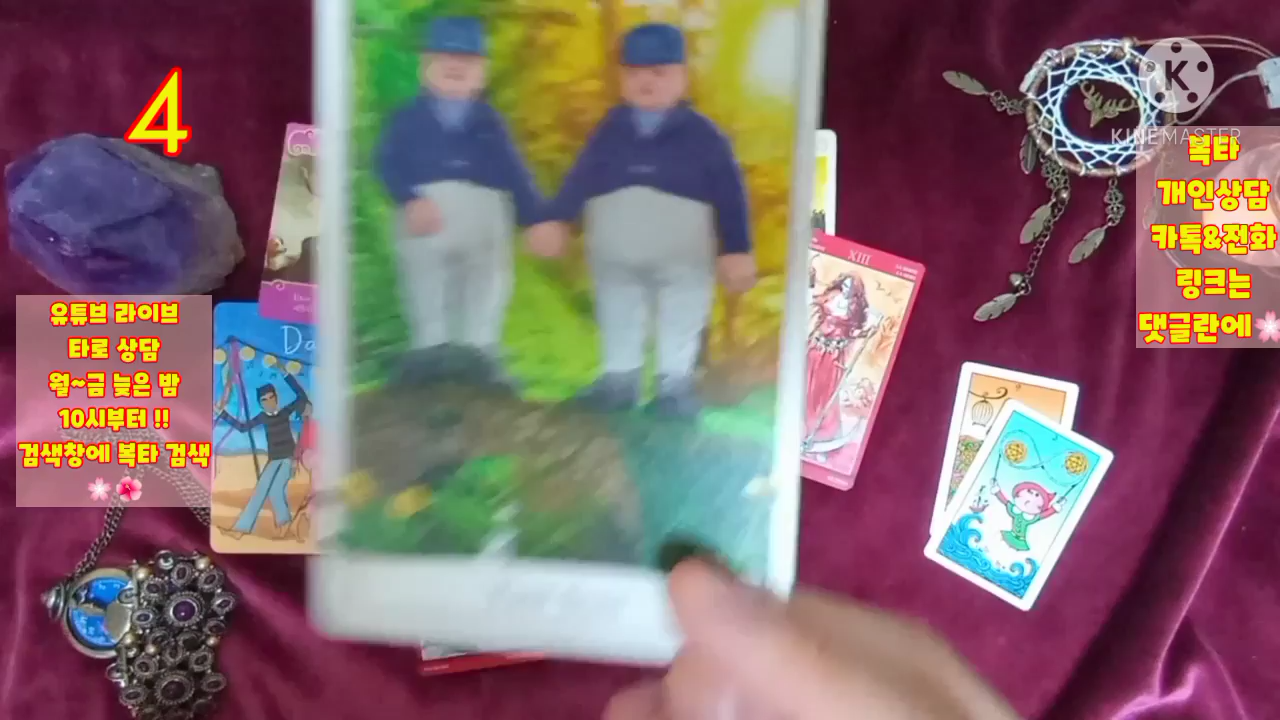 4
유튜브 라이브
타로 상담
월~금 늦은 밤
10시부터 !!
검색창에 복타 검색
Da
XIII
K
KINEMASTER
복타
개인상담
카톡&전화
링크는
댓글란에